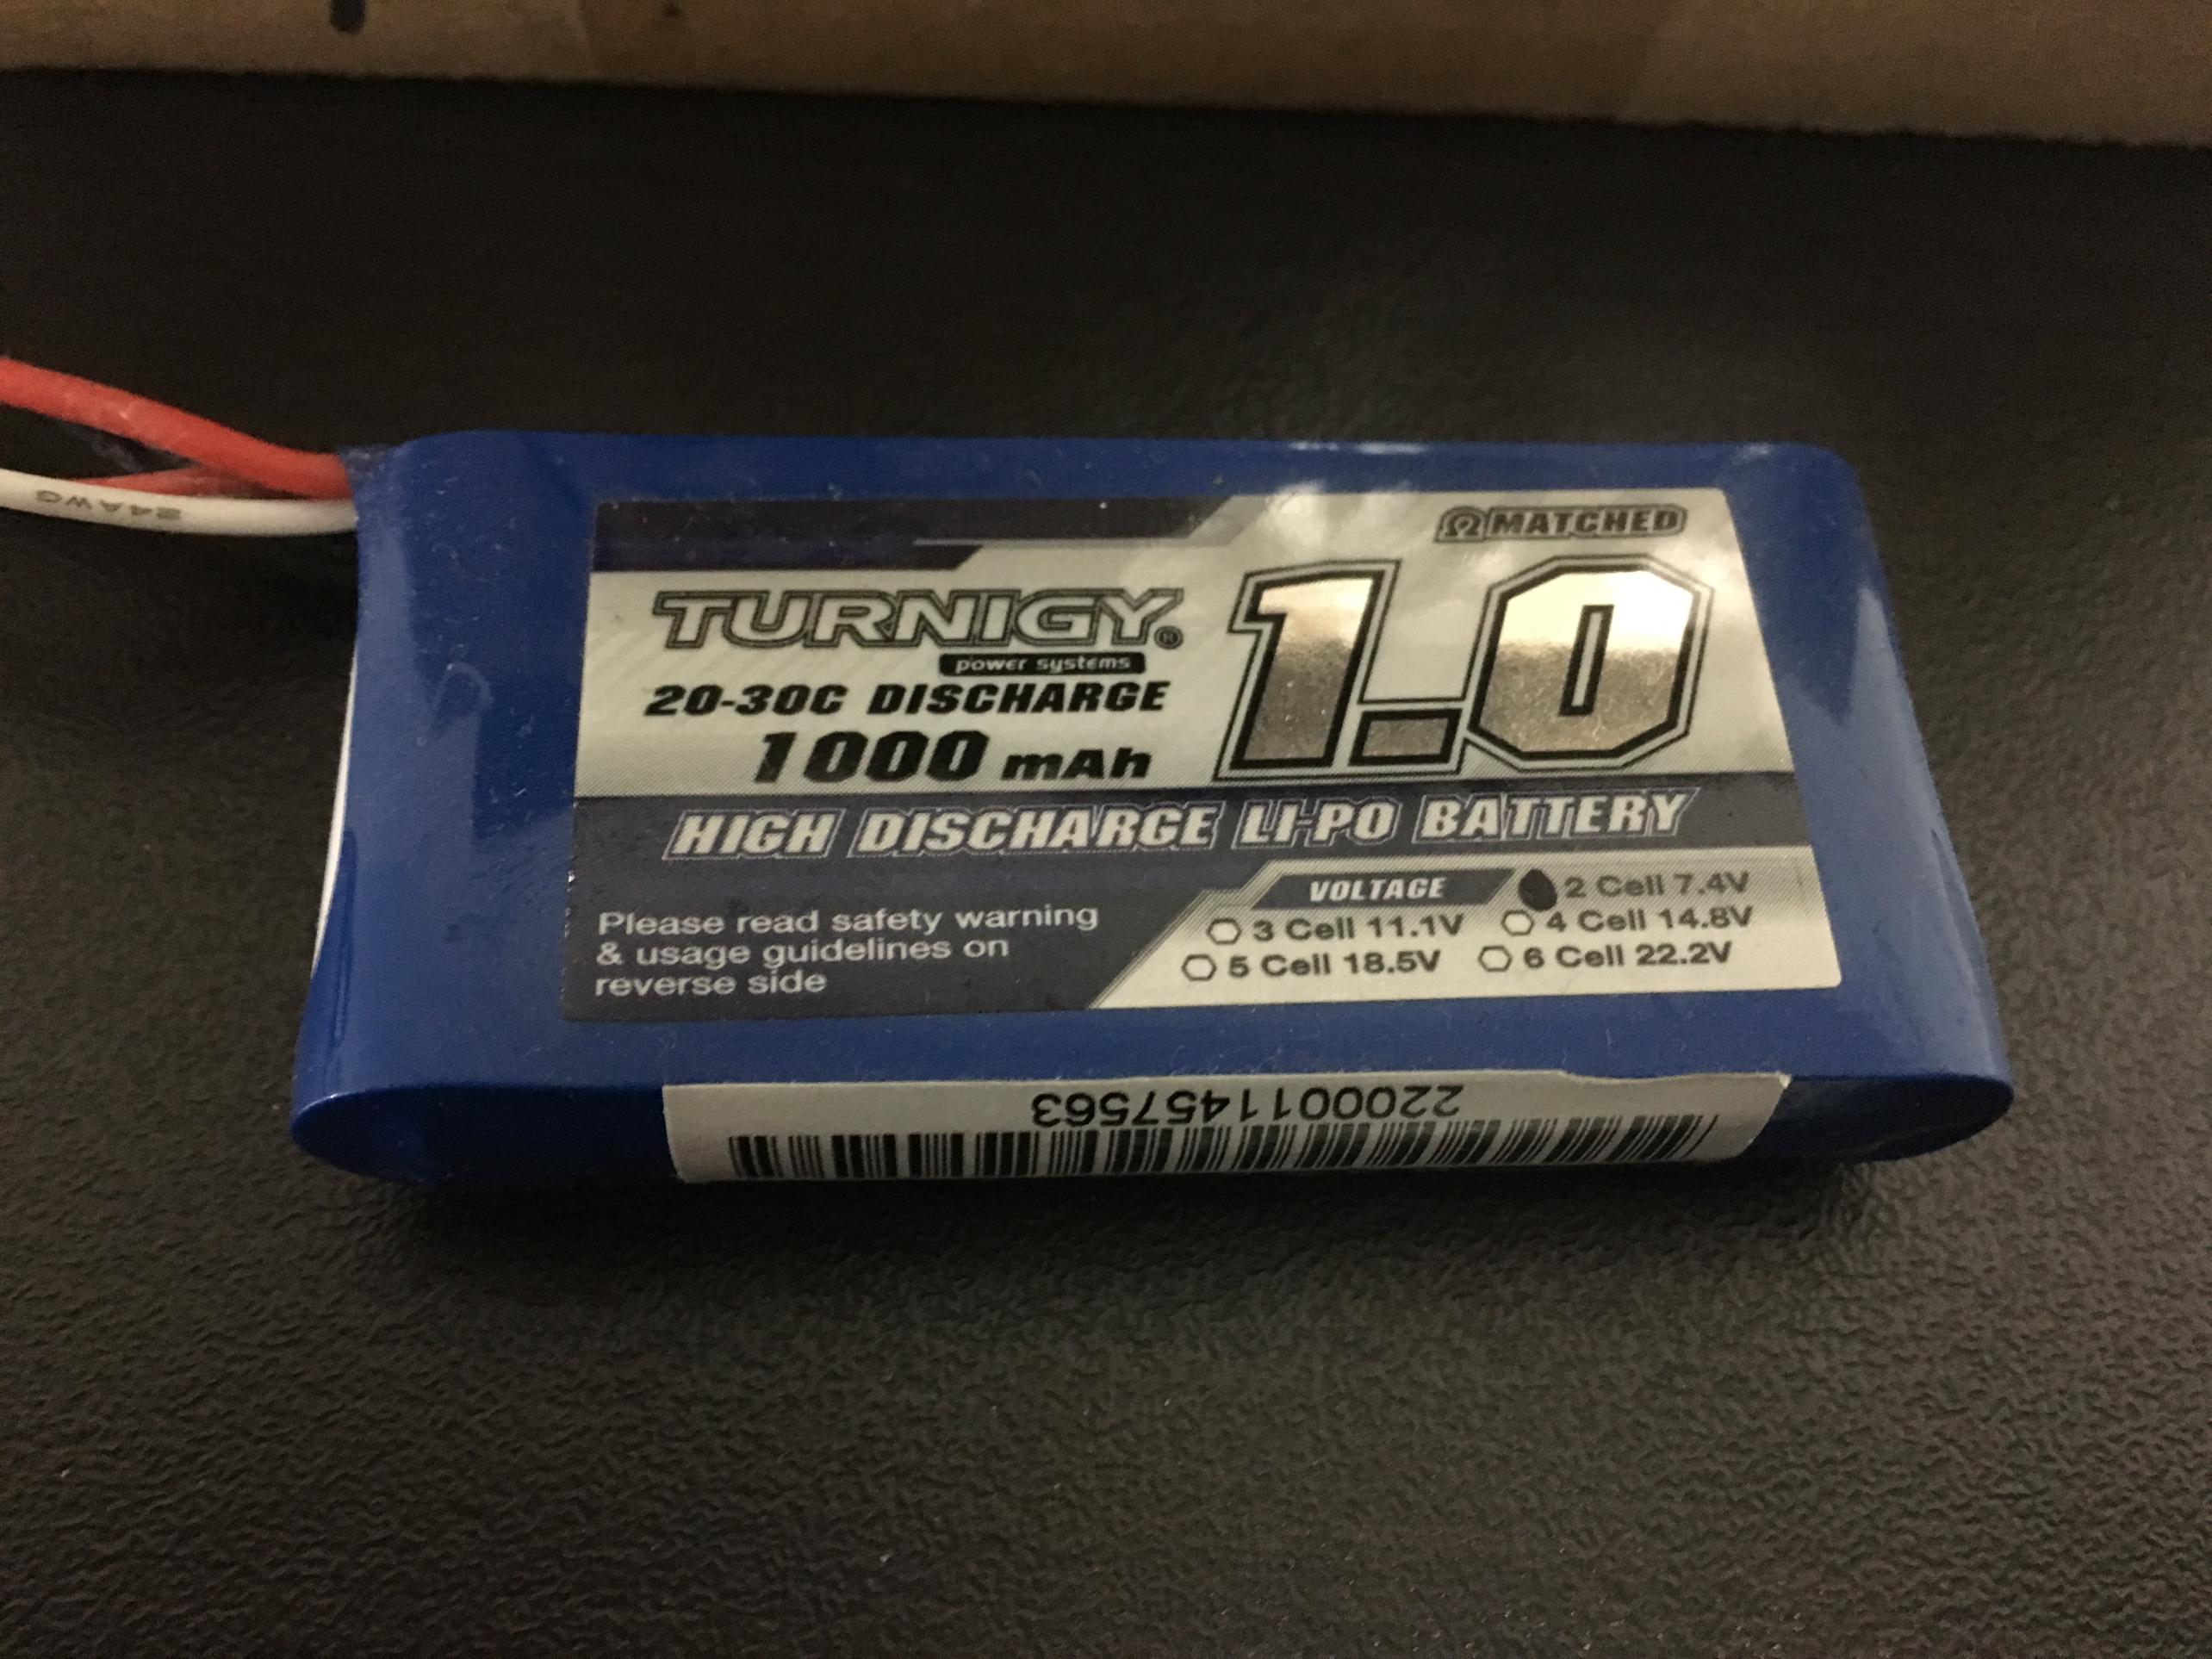 Ω MATCHED
TURNIGY®
power systems
1.0
20-30C DISCHARGE
1000 mAh
HIGH DISCHARGE LI-PO BATTERY
VOLTAGE 2 Cell 7.4V
3 Cell 11.1V 4 Cell 14.8V
5 Cell 18.5V 6 Cell 22.2V
Please read safety warning
& usage guidelines on
reverse side
2200011457563
24AWG